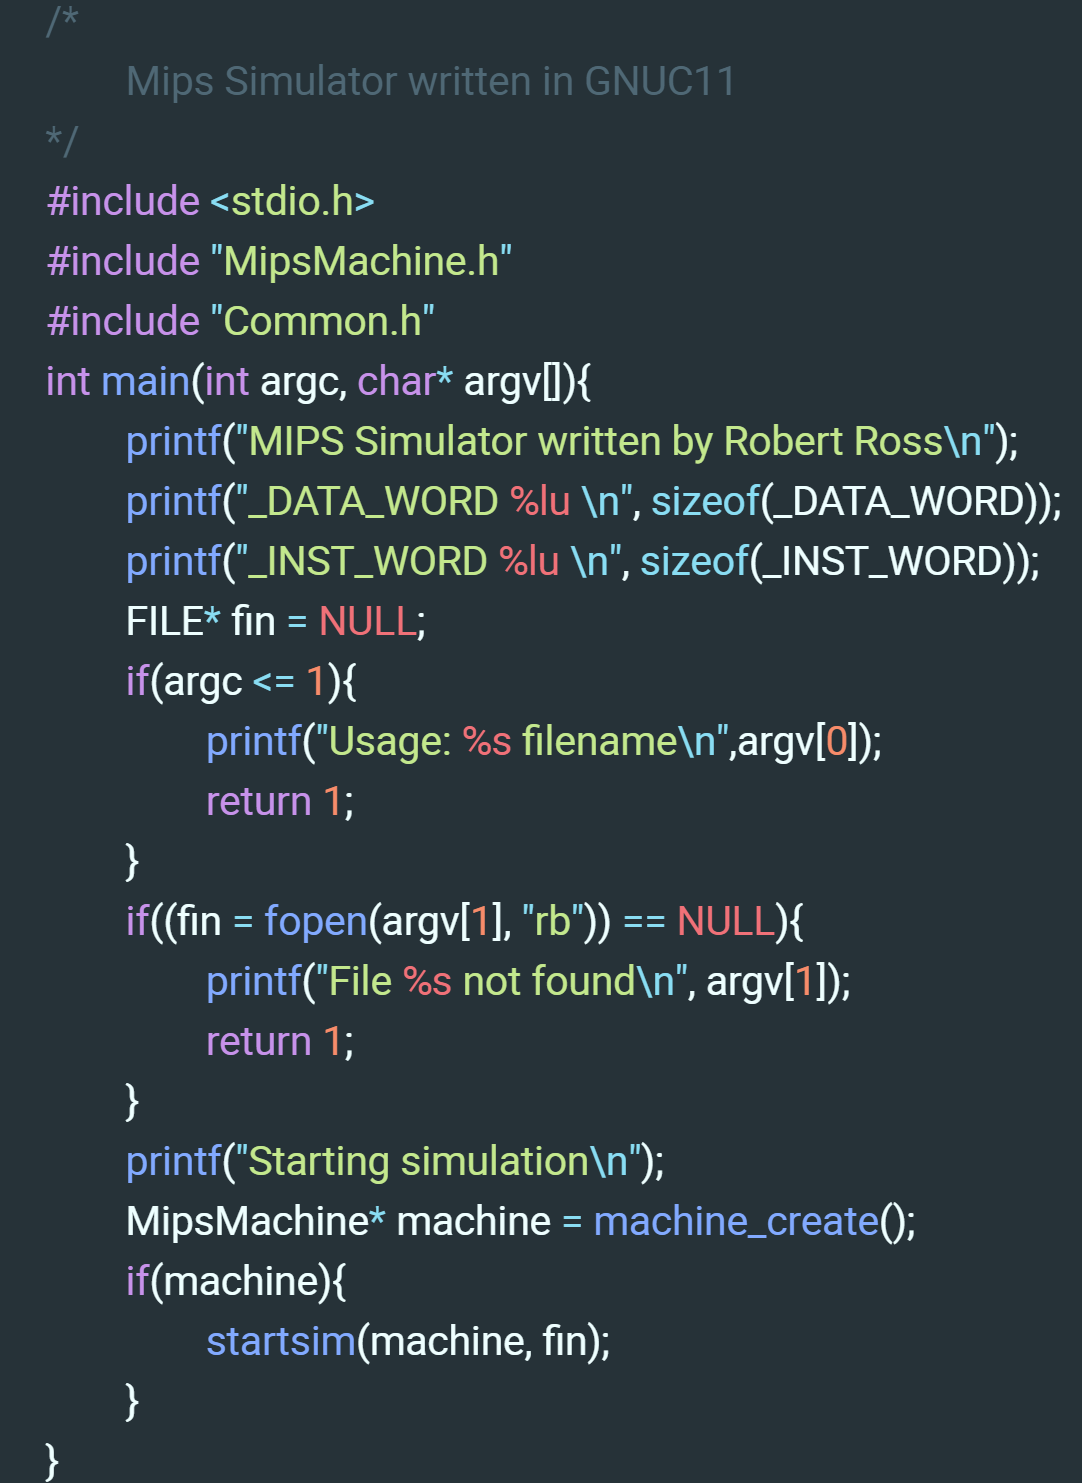 /*
Mips Simulator written in GNUC11
*/
#include <stdio.h>
#include "MipsMachine.h"
#include "Common.h"
int main(int argc, char* argv[]){
printf("MIPS Simulator written by Robert Ross\n");
printf("_DATA_WORD %lu \n", sizeof(_DATA_WORD));
printf("_INST_WORD %lu \n", sizeof(_INST_WORD));
FILE* fin = NULL;
if(argc <= 1){
printf("Usage: %s filename\n",argv[0]);
return 1;
}
if((fin = fopen(argv[1], "rb")) == NULL){
printf("File %s not found\n", argv[1]);
return 1;
}
printf("Starting simulation\n");
MipsMachine* machine = machine_create();
if(machine){
startsim(machine, fin);
}
}